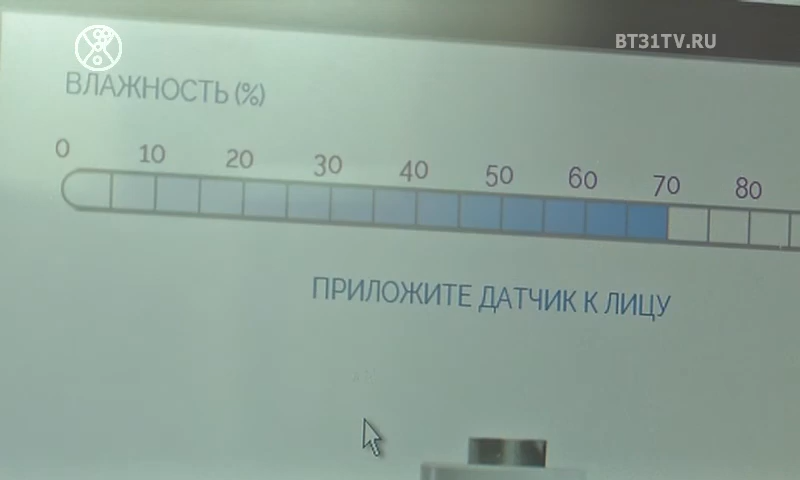 BT31TV.RU
ВЛАЖНОСТЬ (%)
0 10 20 30 40 50 60 70 80
ПРИЛОЖИТЕ ДАТЧИК К ЛИЦУ